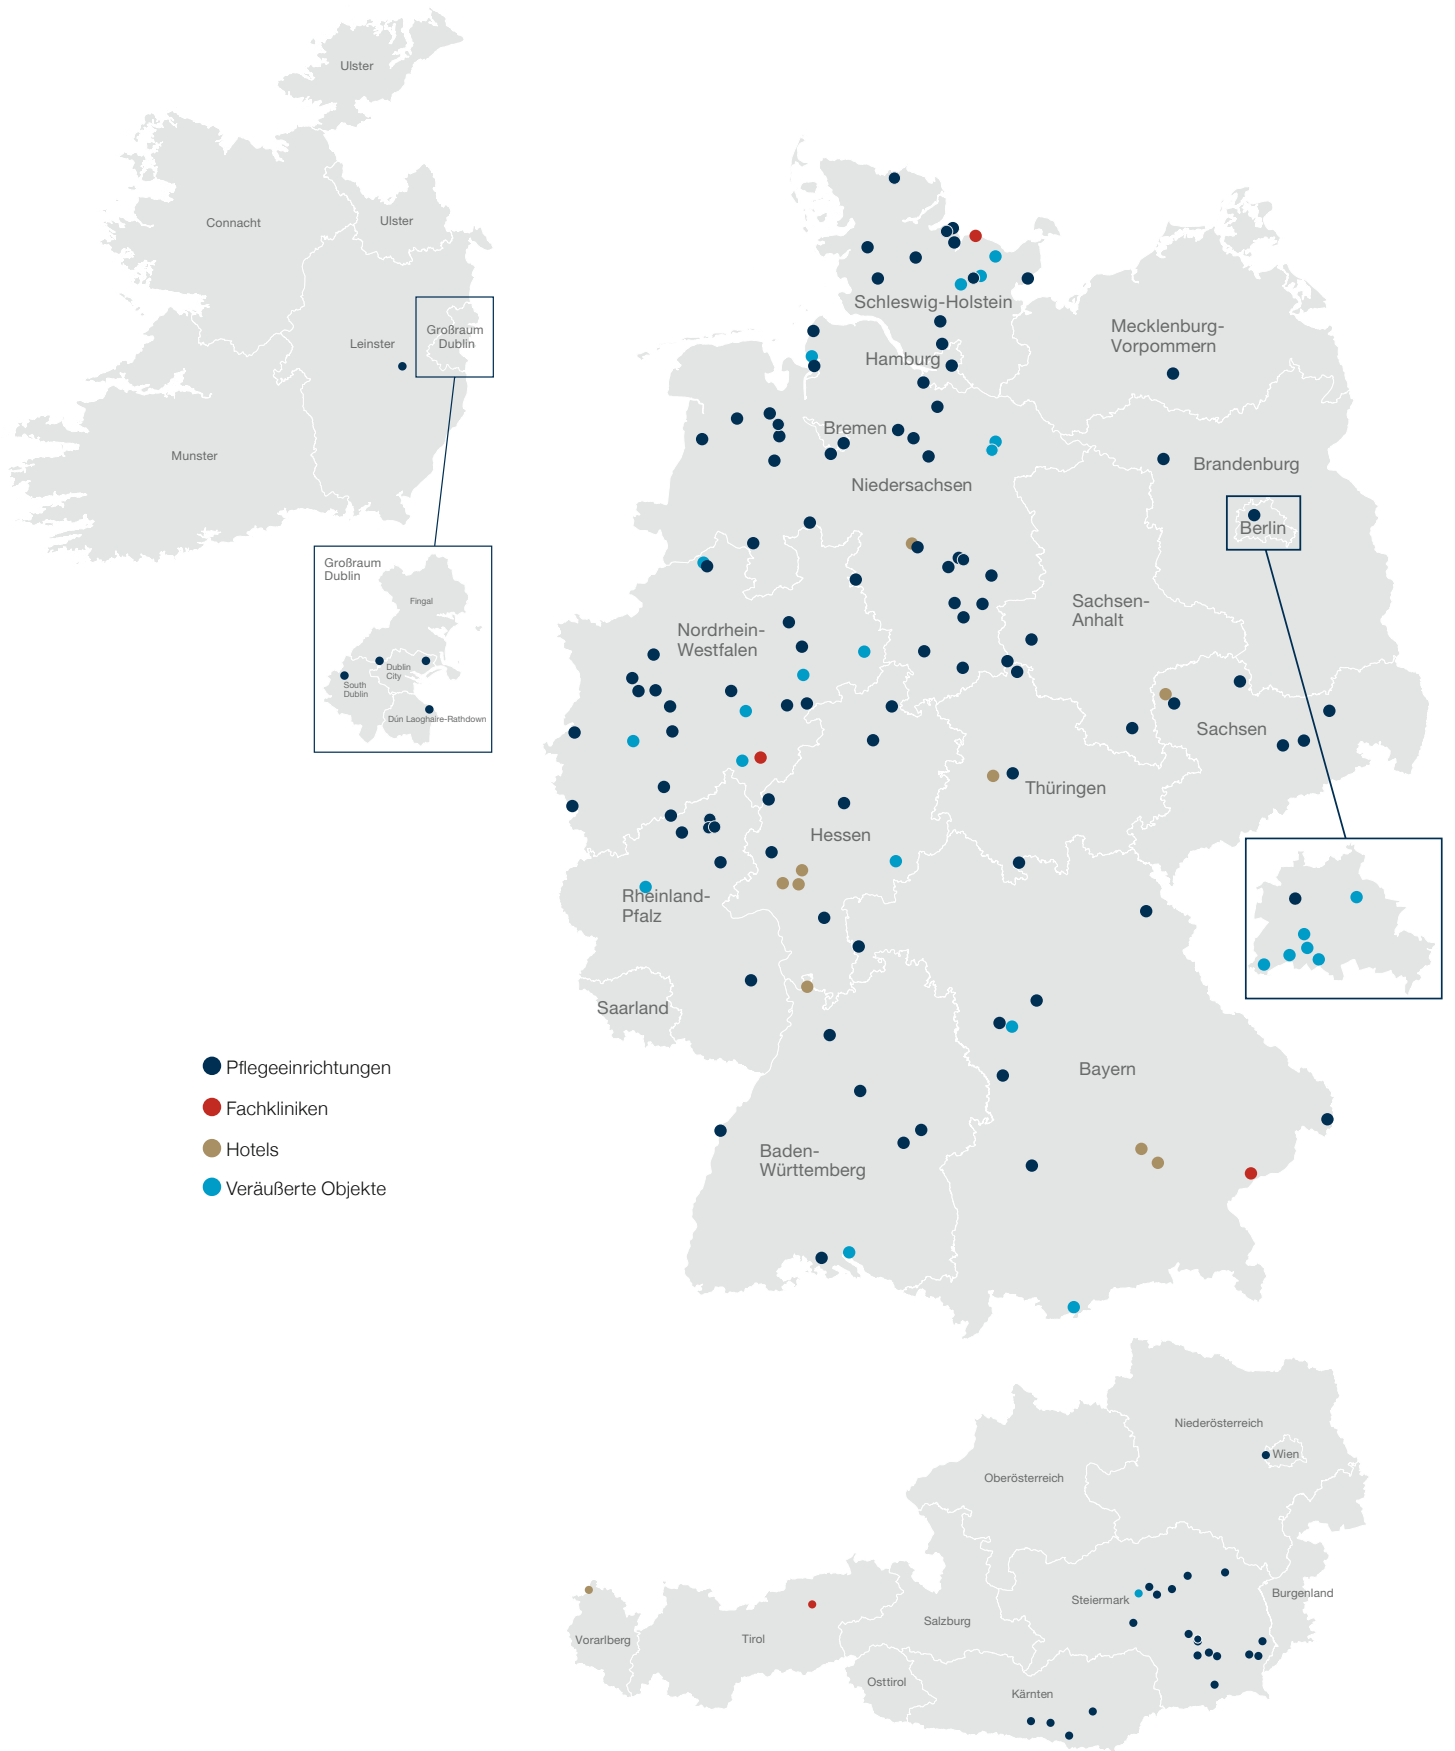 Ulster
Connacht
Ulster
Leinster
Großraum
Dublin
Munster
Großraum
Dublin
Fingal
Dublin
City
South
Dublin
Dún Laoghaire-Rathdown
Schleswig-Holstein
Mecklenburg-
Vorpommern
Hamburg
Bremen
Niedersachsen
Brandenburg
Berlin
Sachsen-
Anhalt
Nordrhein-
Westfalen
Sachsen
Thüringen
Hessen
Rheinland-
Pfalz
Saarland
Bayern
Baden-
Württemberg
Pflegeeinrichtungen
Fachkliniken
Hotels
Veräußerte Objekte
Niederösterreich
Wien
Oberösterreich
Steiermark
Burgenland
Salzburg
Vorarlberg
Tirol
Osttirol
Kärnten